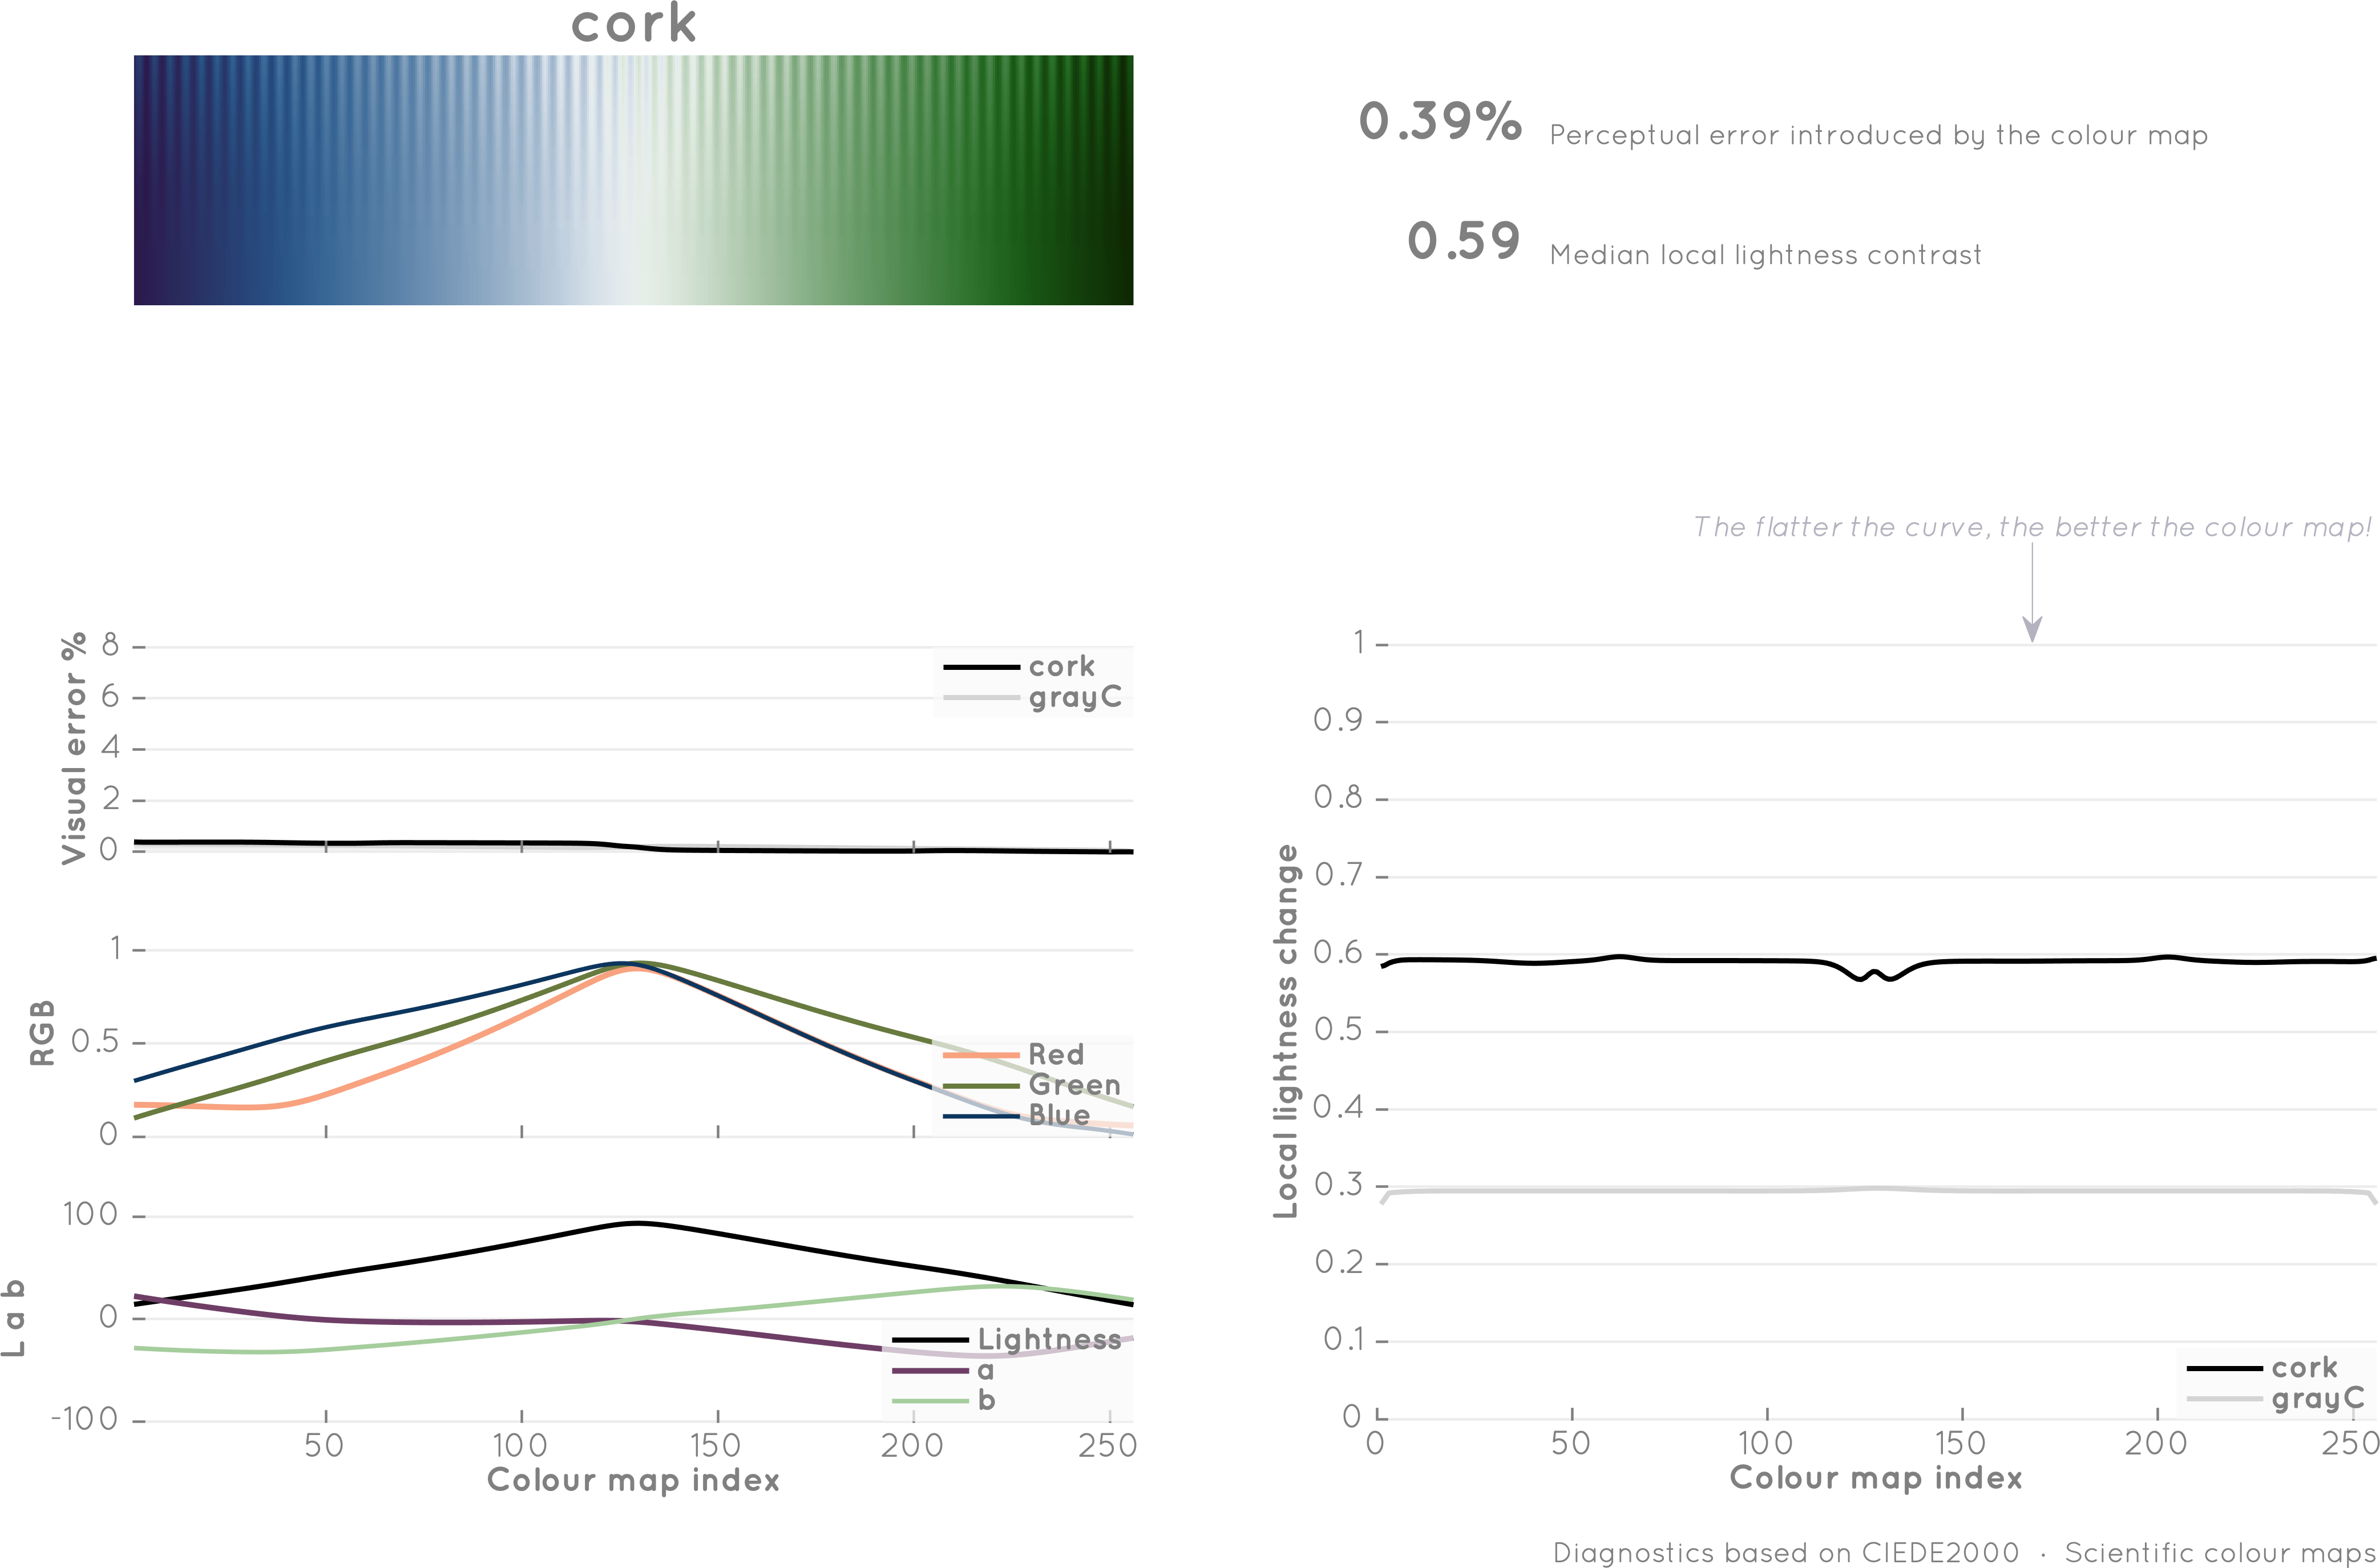 cork
0.39% Perceptual error introduced by the colour map
0.59 Median local lightness contrast
The flatter the curve, the better the colour map!
Visual error %
8
6
4
2
0
cork
grayC
RGB
1
0.5
0
Red
Green
Blue
L a b
100
0
-100
Lightness
a
b
50 100 150 200 250
Colour map index
Local lightness change
1
0.9
0.8
0.7
0.6
0.5
0.4
0.3
0.2
0.1
0
cork
grayC
0 50 100 150 200 250
Colour map index
Diagnostics based on CIEDE2000 · Scientific colour maps